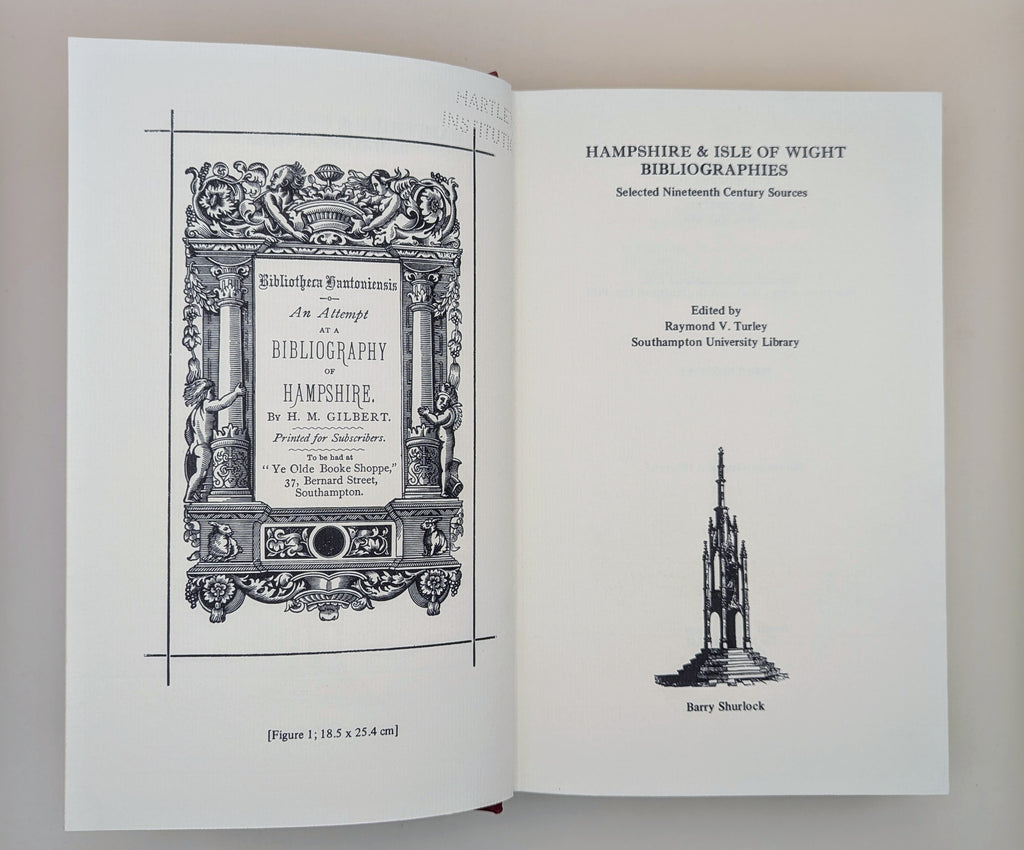 HARTLE
INSTITUTI
Bibliotheca Hantoniensis
An Attempt
AT A
BIBLIOGRAPHY
OF
HAMPSHIRE.
By H. M. GILBERT.
Printed for Subscribers.
To be had at
"Ye Olde Booke Shoppe,"
37, Bernard Street,
Southampton.
[Figure 1; 18.5 x 25.4 cm]
HAMPSHIRE & ISLE OF WIGHT
BIBLIOGRAPHIES
Selected Nineteenth Century Sources
Edited by
Raymond V. Turley
Southampton University Library
Barry Shurlock